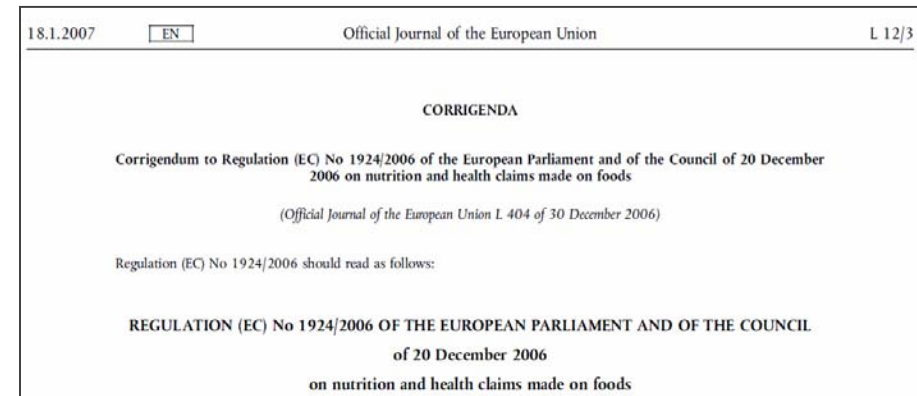 18.1.2007 EN Official Journal of the European Union L 12/3
CORRIGENDA
Corrigendum to Regulation (EC) No 1924/2006 of the European Parliament and of the Council of 20 December
2006 on nutrition and health claims made on foods
(Official Journal of the European Union L 404 of 30 December 2006)
Regulation (EC) No 1924/2006 should read as follows:
REGULATION (EC) No 1924/2006 OF THE EUROPEAN PARLIAMENT AND OF THE COUNCIL
of 20 December 2006
on nutrition and health claims made on foods